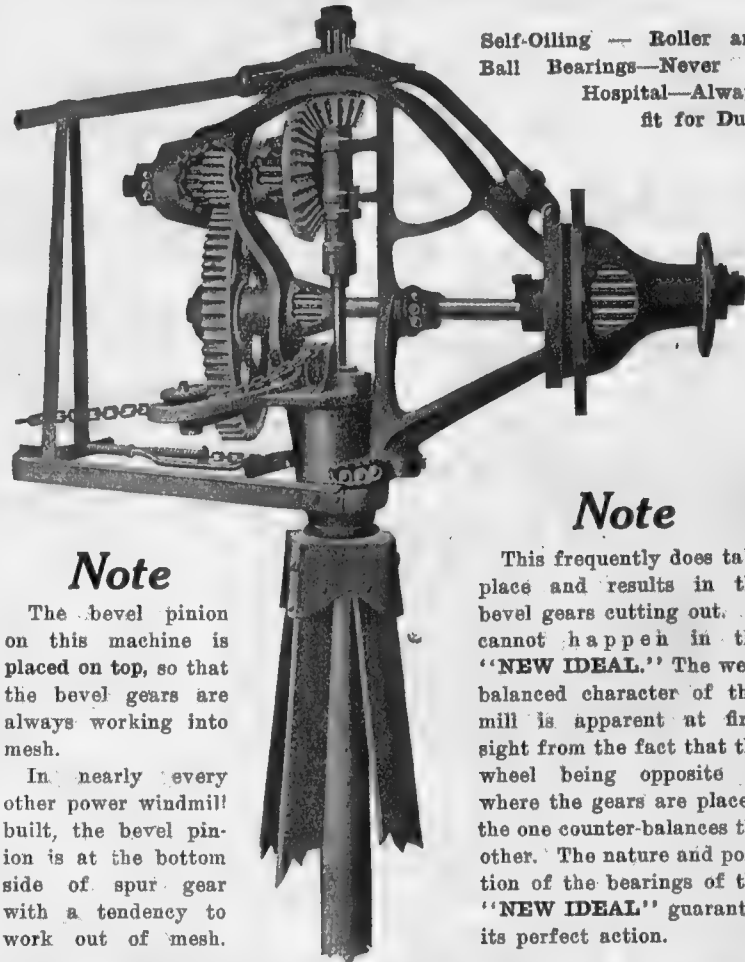 Self-Oiling — Roller an
Ball Bearings—Never
Hospital—Alway
fit for Du
Note
The bevel pinion
on this machine is
placed on top, so that
the bevel gears are
always working into
mesh.
In nearly every
other power windmill
built, the bevel pin-
ion is at the bottom
side of spur gear
with a tendency to
work out of mesh.
Note
This frequently does ta
place and results in th
bevel gears cutting out.
cannot happen in th
"NEW IDEAL." The we
balanced character of th
mill is apparent at fir
sight from the fact that th
wheel being opposite
where the gears are place
the one counter-balances t
other. The nature and po
tion of the bearings of t
"NEW IDEAL" guarant
its perfect action.